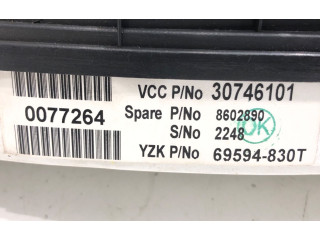 VCC P/No 30746101
0077264
Spare P/No 8602890
S/No 2248
OK
YZK P/No 69594-830T